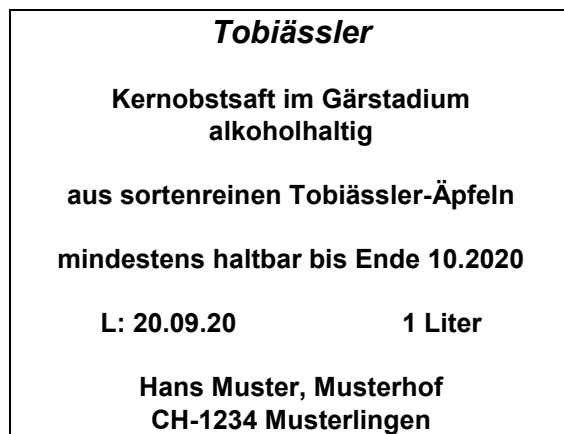 Tobiässler
Kernobstsaft im Gärstadium
alkoholhaltig
aus sortenreinen Tobiässler-Äpfeln
mindestens haltbar bis Ende 10.2020
L: 20.09.20 1 Liter
Hans Muster, Musterhof
CH-1234 Musterlingen